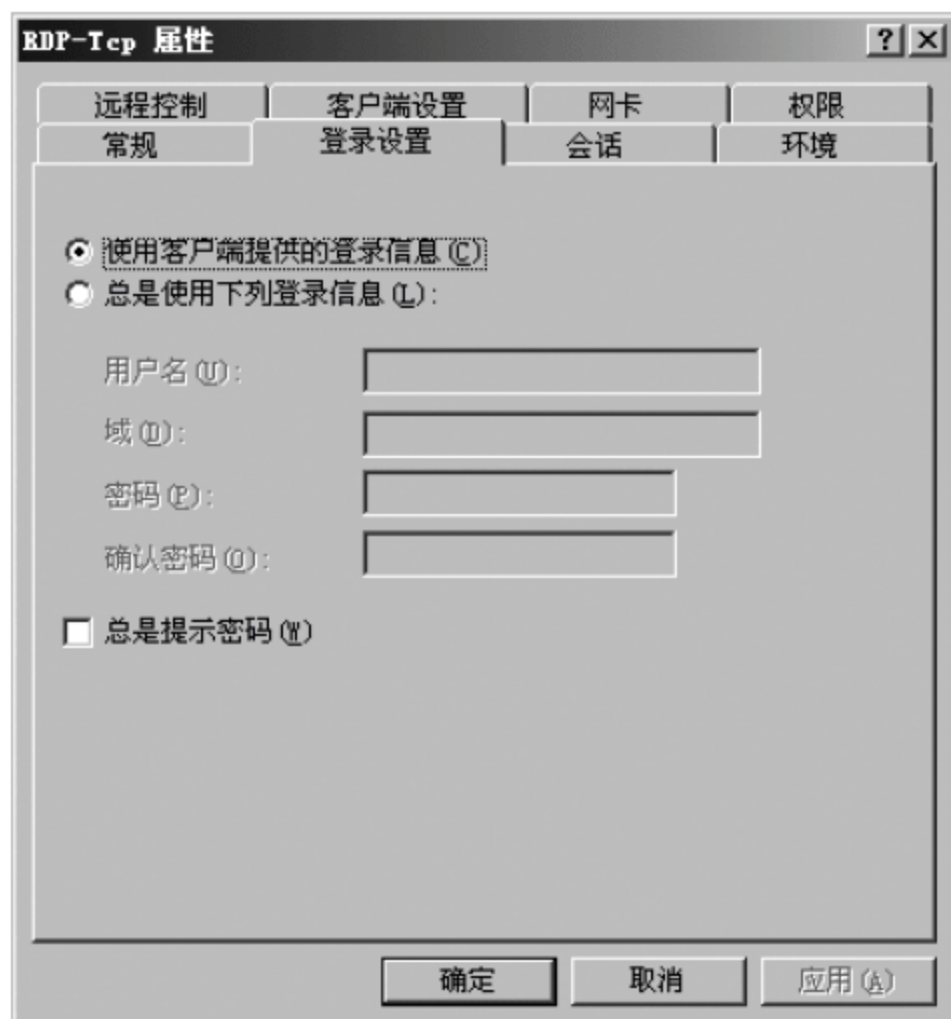 RDP-Tcp 属性
远程控制 客户端设置 网卡 权限
常规 登录设置 会话 环境
使用客户端提供的登录信息(C)
总是使用下列登录信息(L):
用户名(U):
域(D):
密码(P):
确认密码(O):
总是提示密码(W)
确定 取消 应用(A)